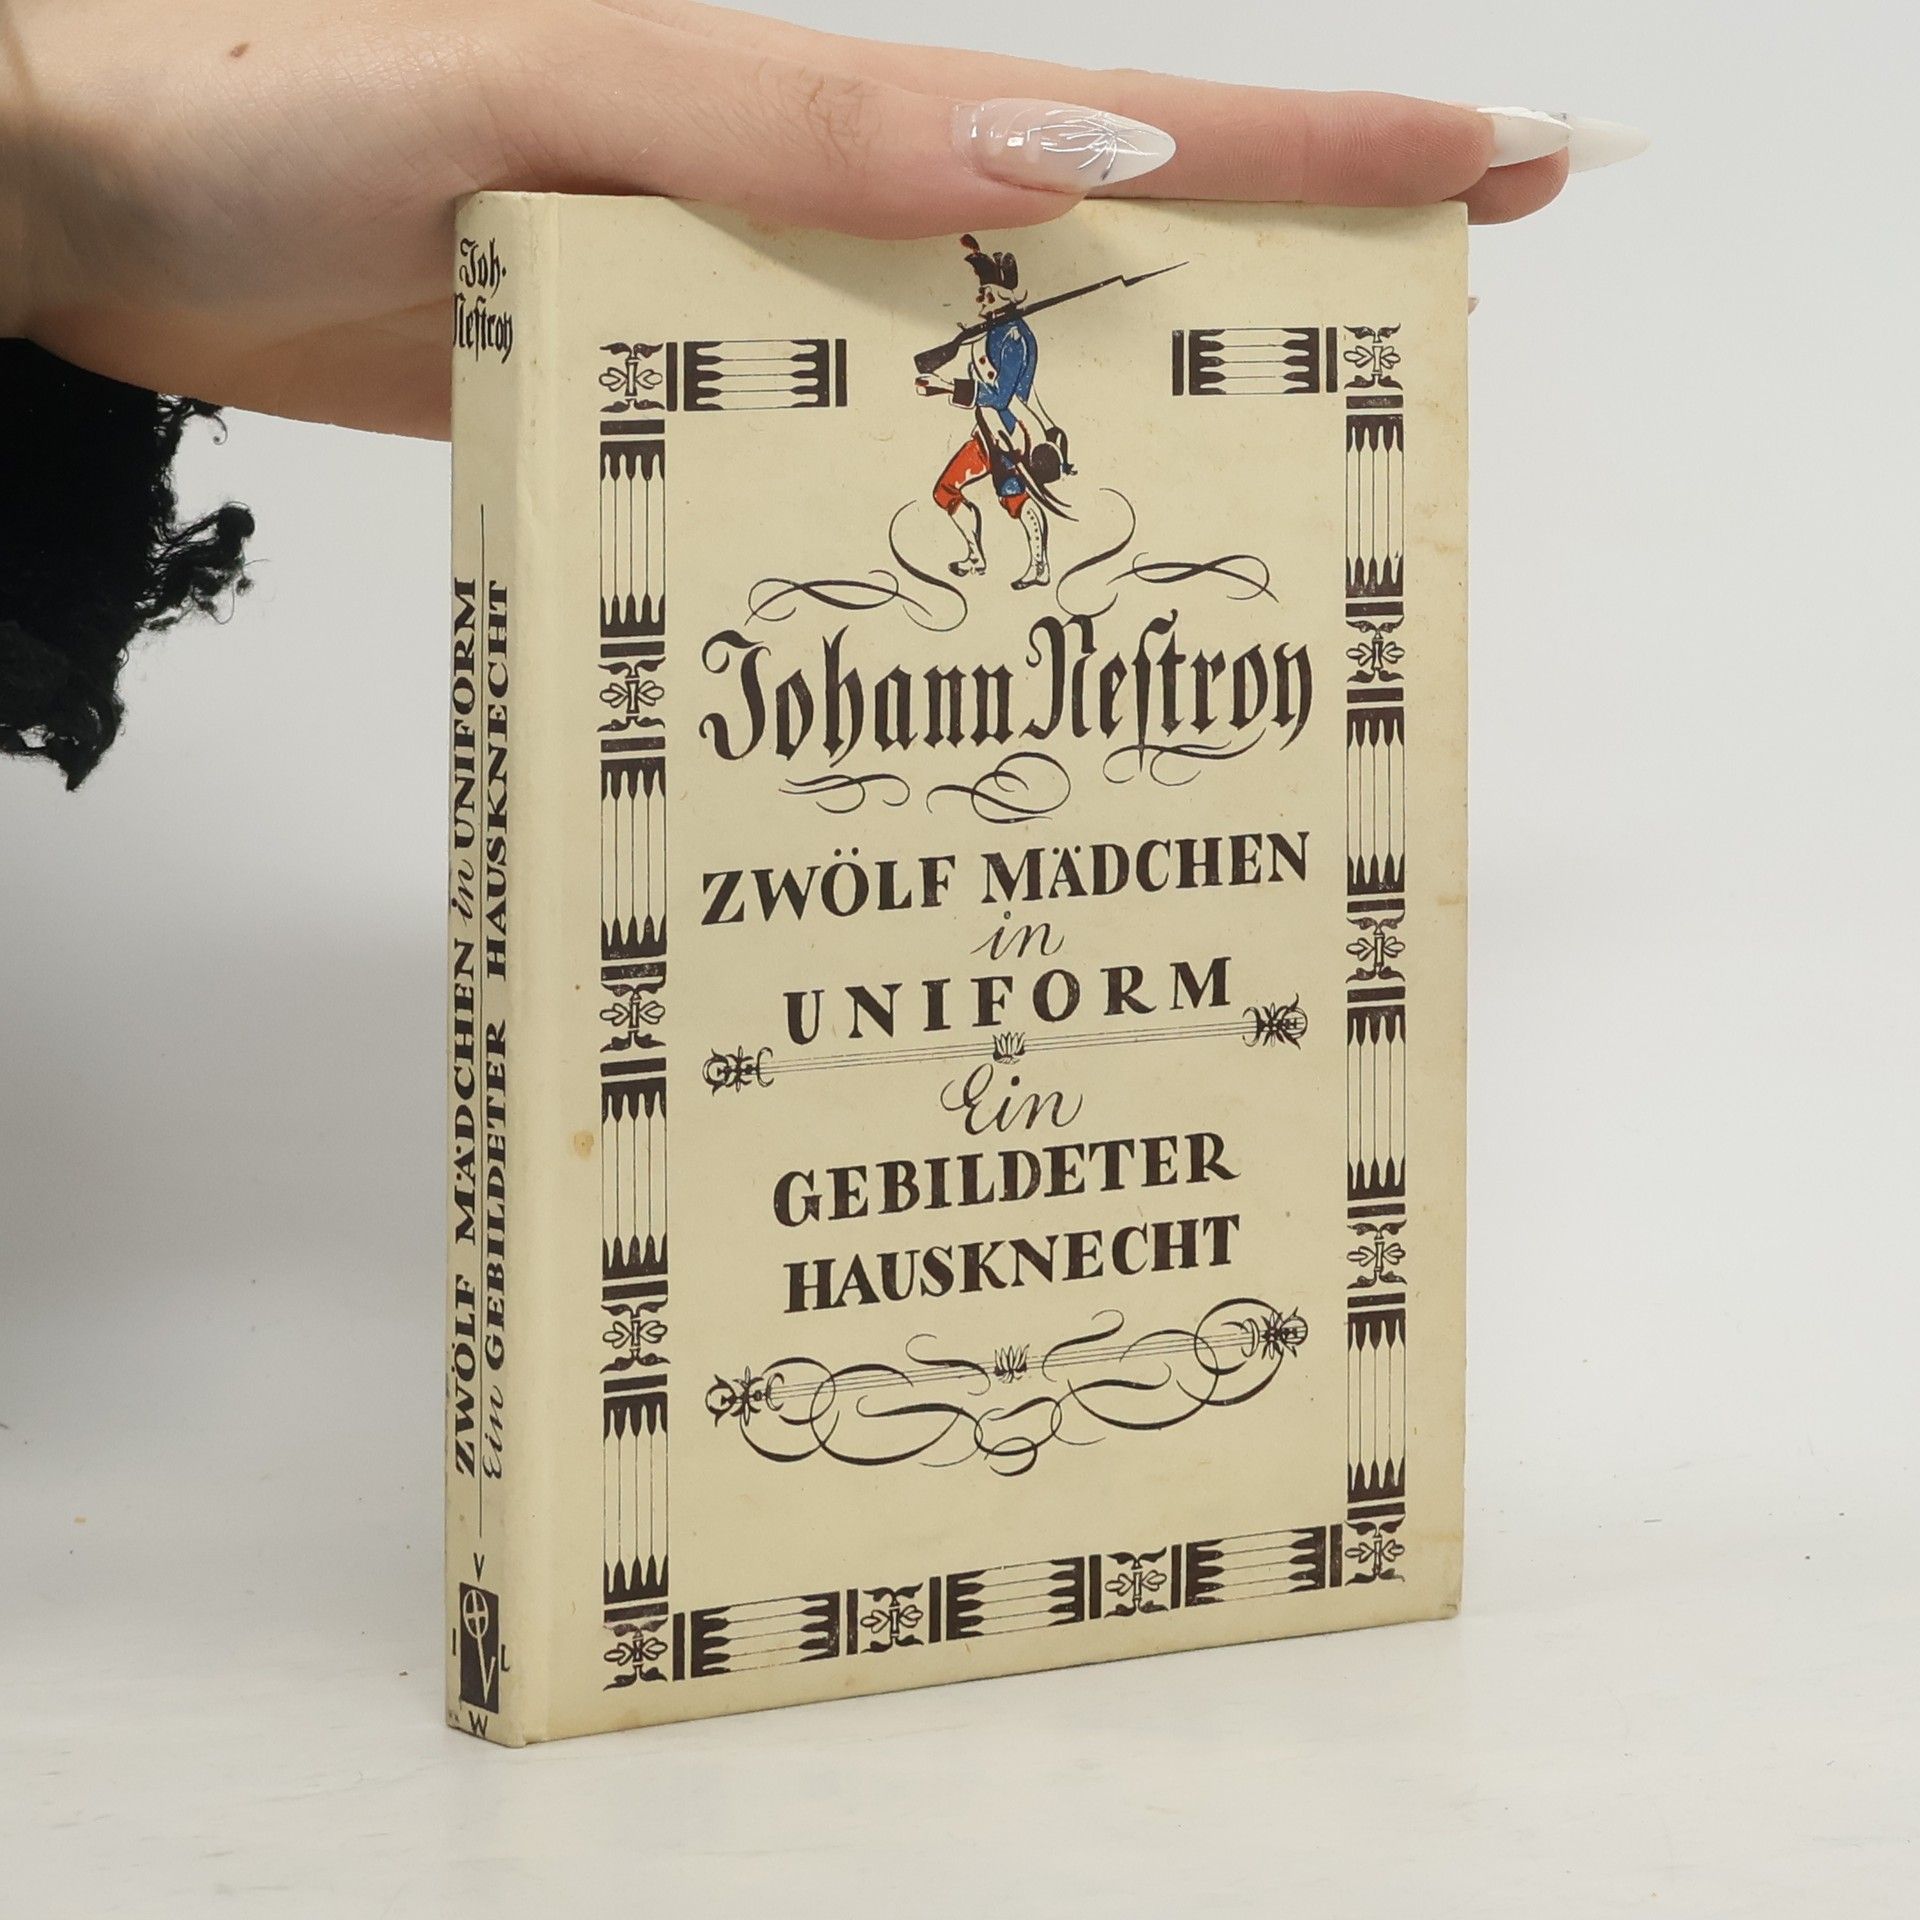 Joh.
Nestroy
ZWÖLF MÄDCHEN in UNIFORM
Ein GEBILDETER HAUSKNECHT
V
I L
W
Johann Nestroy
ZWÖLF MÄDCHEN
in
UNIFORM
Ein
GEBILDETER
HAUSKNECHT